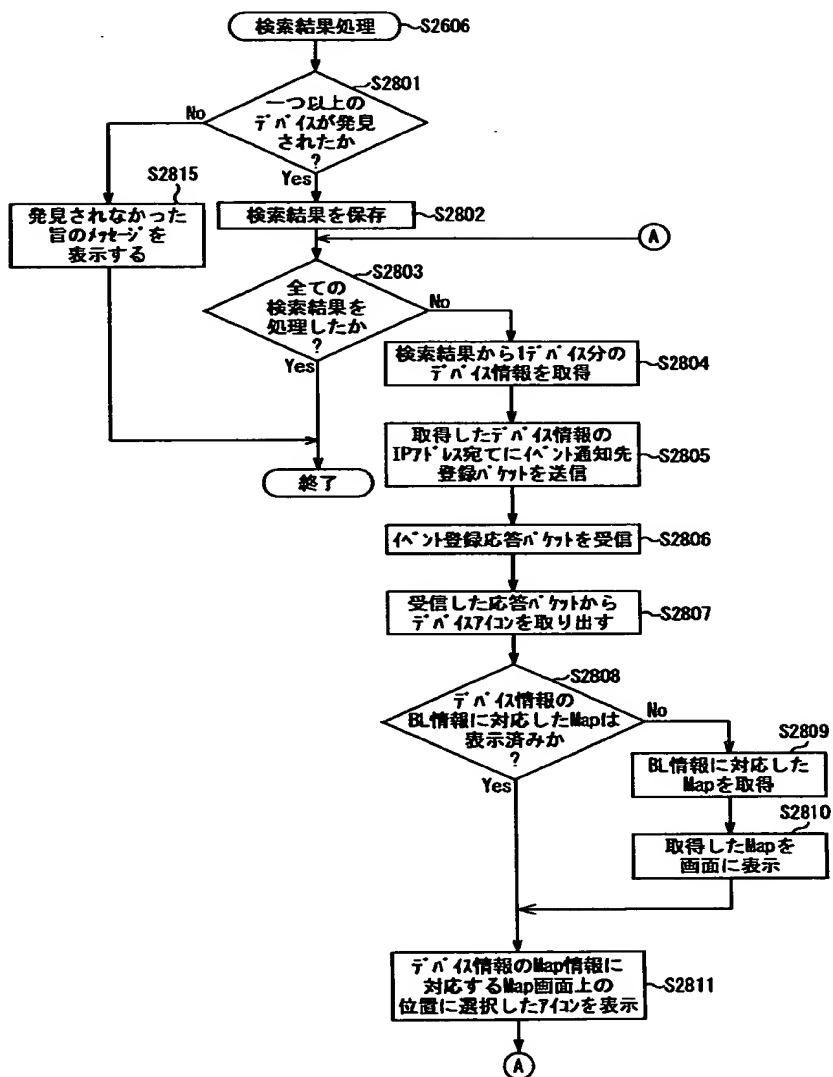 検索結果処理
S2606
S2801
一つ以上の
デバイスが発見
されたか
?
No
Yes
S2815
発見されなかった
旨のメッセージを
表示する
検索結果を保存
S2802
A
S2803
全ての
検索結果を
処理したか
?
No
Yes
終了
検索結果から1デバイス分の
デバイス情報を取得
S2804
取得したデバイス情報の
IPアドレス宛てにイベント通知先
登録パケットを送信
S2805
イベント登録応答パケットを受信
S2806
受信した応答パケットから
デバイスアイコンを取り出す
S2807
S2808
デバイス情報の
BL情報に対応したMapは
表示済みか
?
No
Yes
S2809
BL情報に対応した
Mapを取得
S2810
取得したMapを
画面に表示
デバイス情報のMap情報に
対応するMap画面上の
位置に選択したアイコンを表示
S2811
A